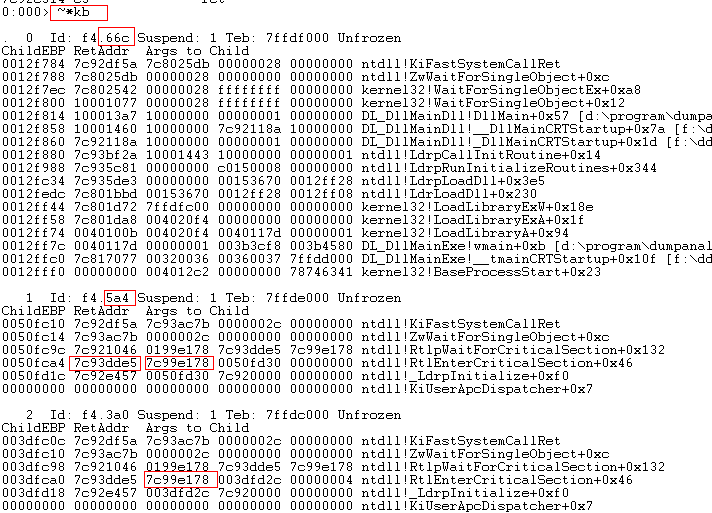 0:000> ~*kb
. 0 Id: f4.66c Suspend: 1 Teb: 7ffdf000 Unfrozen
ChildEBP RetAddr Args to Child
0012f784 7c92df5a 7c8025db 00000028 00000000 ntdll!KiFastSystemCallRet
0012f788 7c8025db 00000028 00000000 00000000 ntdll!ZwWaitForSingleObject+0xc
0012f7ec 7c802542 00000028 ffffffff 00000000 kernel32!WaitForSingleObjectEx+0xa8
0012f800 10001077 00000028 ffffffff 00000000 kernel32!WaitForSingleObject+0x12
0012f814 100013a7 10000000 00000001 00000000 DL_DllMainDll!DllMain+0x57 [d:\program\dumpana
0012f858 10001460 10000000 7c92118a 10000000 DL_DllMainDll!__DllMainCRTStartup+0x7a [f:\d
0012f860 7c92118a 10000000 00000001 00000000 DL_DllMainDll!_DllMainCRTStartup+0x1d [f:\dd
0012f880 7c93bf2a 10001443 10000000 00000001 ntdll!LdrpCallInitRoutine+0x14
0012f988 7c935c81 00000000 c0150008 00000000 ntdll!LdrpRunInitializeRoutines+0x344
0012fc34 7c935de3 00000000 00153670 0012ff28 ntdll!LdrpLoadDll+0x3e5
0012fedc 7c801bbd 00153670 0012ff28 0012ff08 ntdll!LdrLoadDll+0x230
0012ff44 7c801d72 7ffdfc00 00000000 00000000 kernel32!LoadLibraryExW+0x18e
0012ff58 7c801da8 004020f4 00000000 00000000 kernel32!LoadLibraryExA+0x1f
0012ff74 0040100b 004020f4 0040117d 00000001 kernel32!LoadLibraryA+0x94
0012ff7c 0040117d 00000001 003b3cf8 003b4580 DL_DllMainExe!wmain+0xb [d:\program\dumpanal
0012ffc0 7c817077 00320036 00360037 7ffdd000 DL_DllMainExe!__tmainCRTStartup+0x10f [f:\dd
0012fff0 00000000 004012c2 00000000 78746341 kernel32!BaseProcessStart+0x23
1 Id: f4.5a4 Suspend: 1 Teb: 7ffde000 Unfrozen
ChildEBP RetAddr Args to Child
0050fc10 7c92df5a 7c93ac7b 0000002c 00000000 ntdll!KiFastSystemCallRet
0050fc14 7c93ac7b 0000002c 00000000 00000000 ntdll!ZwWaitForSingleObject+0xc
0050fc9c 7c921046 0199e178 7c93dde5 7c99e178 ntdll!RtlpWaitForCriticalSection+0x132
0050fca4 7c93dde5 7c99e178 0050fd30 00000000 ntdll!RtlEnterCriticalSection+0x46
0050fd1c 7c92e457 0050fd30 7c920000 00000000 ntdll!_LdrpInitialize+0xf0
00000000 00000000 00000000 00000000 00000000 ntdll!KiUserApcDispatcher+0x7
2 Id: f4.3a0 Suspend: 1 Teb: 7ffdc000 Unfrozen
ChildEBP RetAddr Args to Child
003dfc0c 7c92df5a 7c93ac7b 0000002c 00000000 ntdll!KiFastSystemCallRet
003dfc10 7c93ac7b 0000002c 00000000 00000000 ntdll!ZwWaitForSingleObject+0xc
003dfc98 7c921046 0199e178 7c93dde5 7c99e178 ntdll!RtlpWaitForCriticalSection+0x132
003dfca0 7c93dde5 7c99e178 003dfd2c 00000004 ntdll!RtlEnterCriticalSection+0x46
003dfd18 7c92e457 003dfd2c 7c920000 00000000 ntdll!_LdrpInitialize+0xf0
00000000 00000000 00000000 00000000 00000000 ntdll!KiUserApcDispatcher+0x7